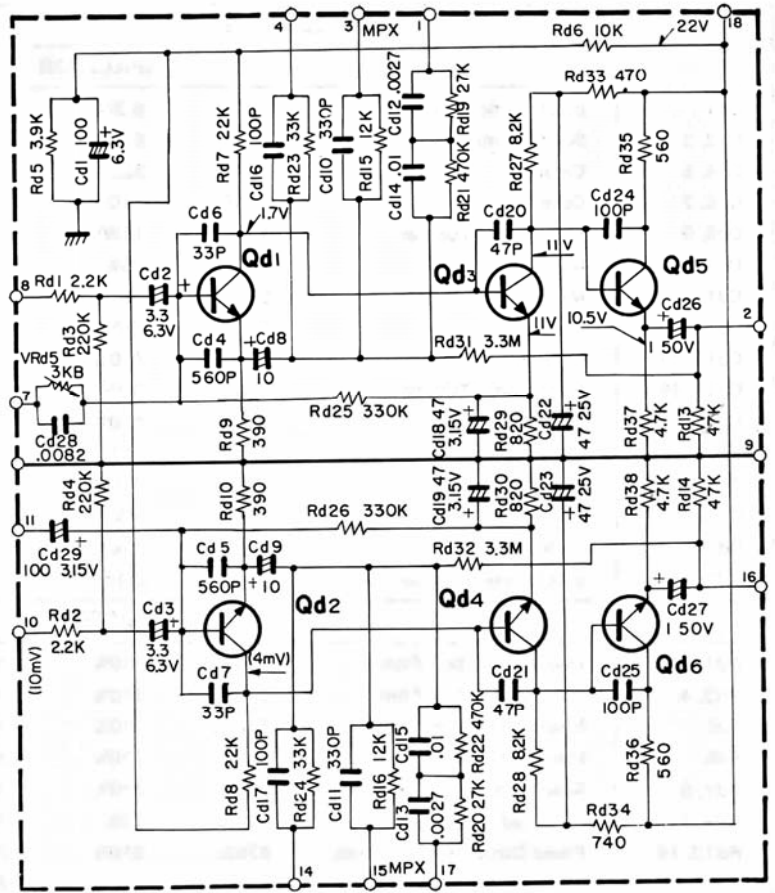 4
3
MPX
1
18
Rd6 10K
22V
Rd33 470
Rd5 3.9K
Cd1 100
+
6.3V
Rd7 22K
Cd16 100P
Rd23 33K
Cd10 330P
Rd15 12K
Cd12 .0027
Rd19 27K
Cd14 .01
Rd21 470K
Rd27 8.2K
Rd35 560
Cd6
33P
1.7V
Cd20
47P
Cd24
100P
11V
8
Rd1 2.2K
Cd2
3.3
6.3V
Qd1
Qd3
Qd5
Rd3 220K
Cd4
560P
+
Cd8
10
11V
10.5V
+
Cd26
1 50V
2
Rd31 3.3M
VRd5
3KB
7
Cd28
.0082
Rd25 330K
Rd9 390
Cd18 47
3.15V
Rd29 820
Cd22
47 25V
Rd37 4.7K
Rd13 47K
9
Rd4 220K
Rd10 390
Cd19 47
3.15V
Rd30 820
Cd23
47 25V
Rd38 4.7K
Rd14 47K
11
Rd26 330K
Cd29
100 3.15V
Cd5
560P
Cd9
+
10
Rd32 3.3M
16
+
Cd27
1 50V
10
(10mV)
Rd2
2.2K
Cd3
3.3
6.3V
Qd2
Qd4
Qd6
Cd7
33P
(4mV)
Cd21
47P
Cd25
100P
Rd8 22K
Cd17 100P
Rd24 33K
Cd11 330P
Rd16 12K
Cd15 .01
Rd22 470K
Cd13 .0027
Rd20 27K
Rd28 8.2K
Rd36 560
Rd34
740
14
15
MPX
17